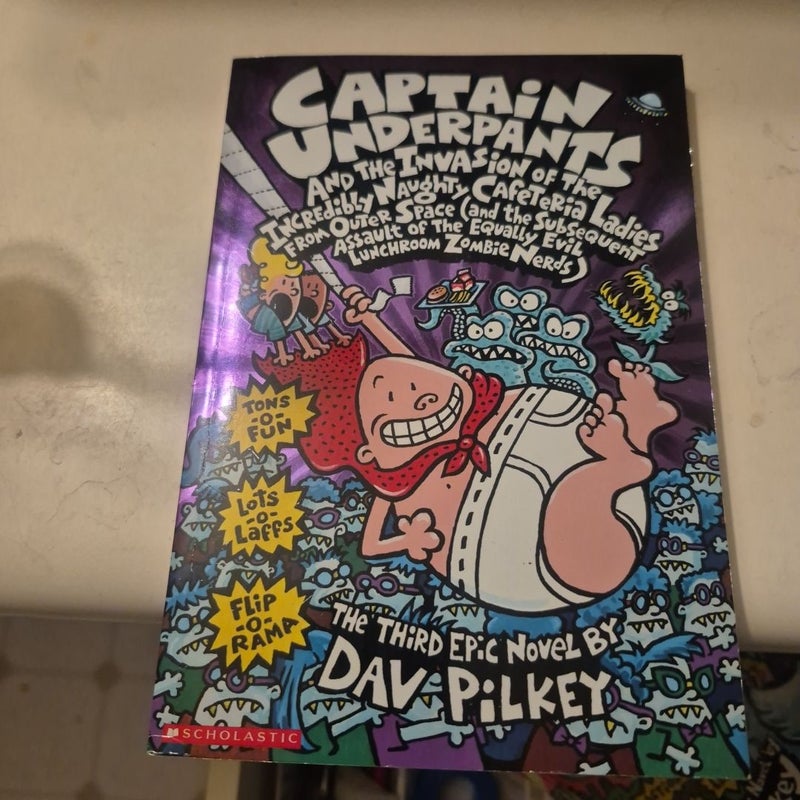 CAPTAiN
UNDERPANTS
AND THE INVASiON OF THE
INCREDiBLY NAUGHTY CAFETERiA LADiES
FROM OUTER SPACE (and the SUBSEQUENT
ASSAULT OF THE EQUALLY EViL
LUNCHROOM ZOMBiE NERDS)
TONS
-O-
FUN
LOTS
-O-
LAFFS
FLiP
-O-
RAMA
THE THiRD EPiC NOVEL BY
DAV PiLKEY
SCHOLASTIC
Novel by